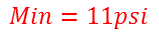 Min = 11psi